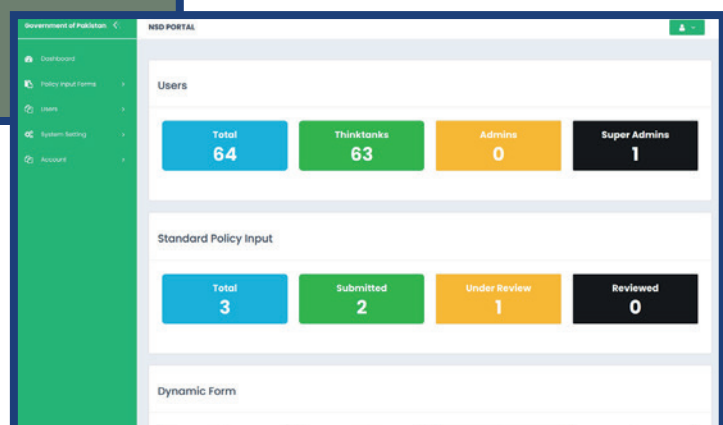 Government of Pakistan
NSD PORTAL
Dashboard
Policy Input Forms
Users
System Setting
Account
Users
Total
64
Thinktanks
63
Admins
0
Super Admins
1
Standard Policy Input
Total
3
Submitted
2
Under Review
1
Reviewed
0
Dynamic Form